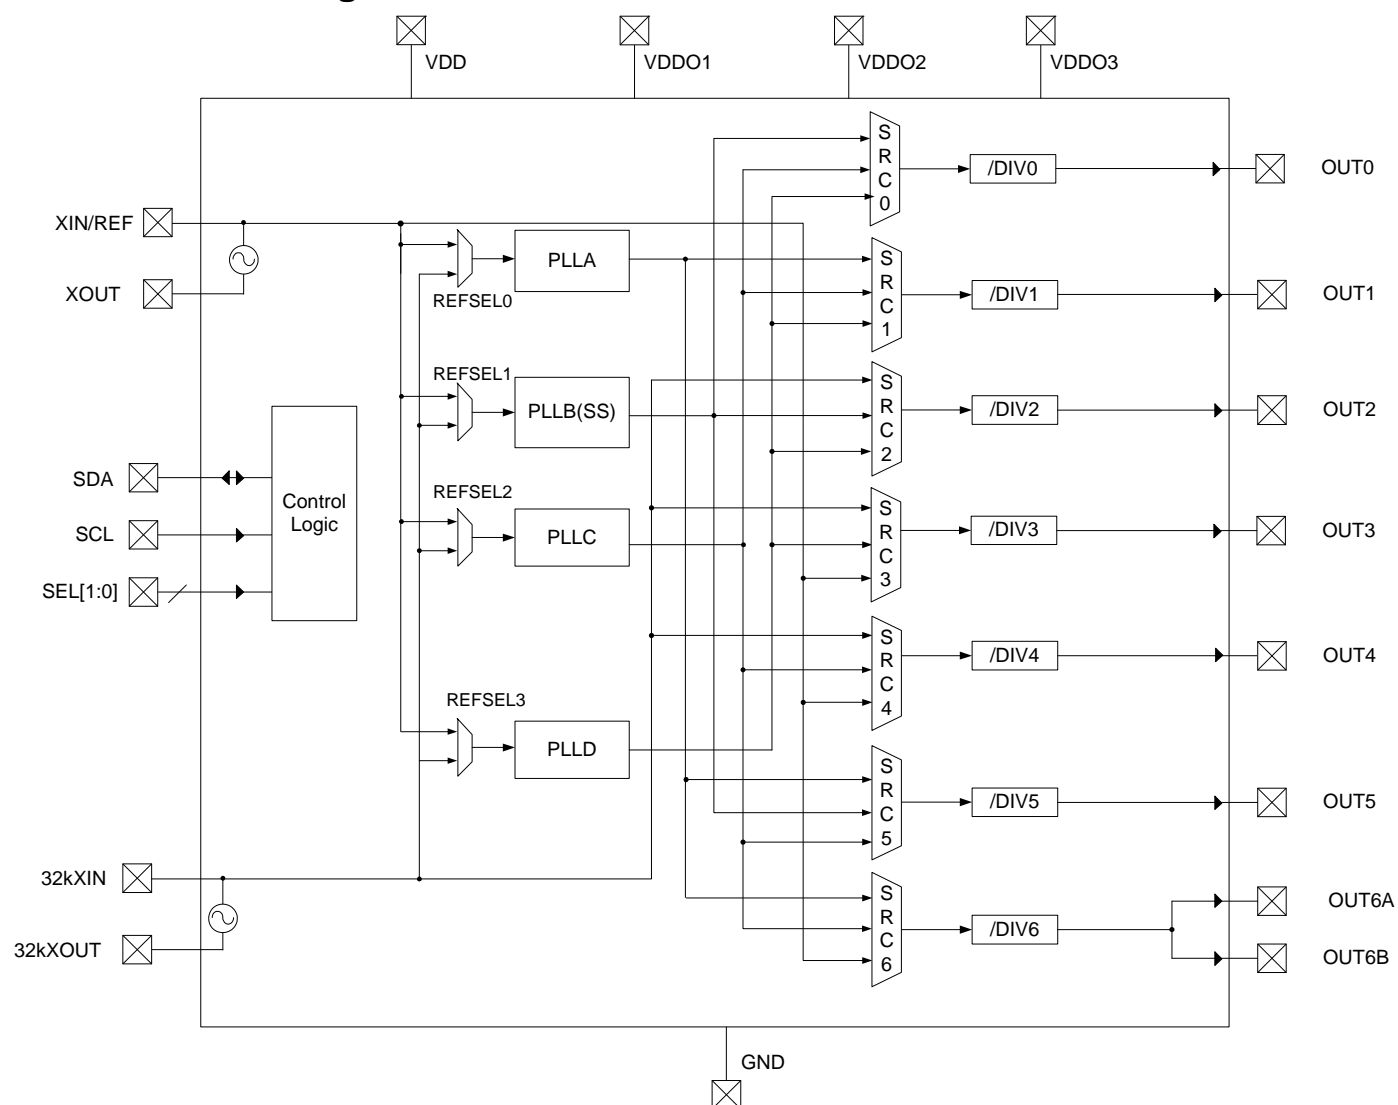 VDD
VDDO1
VDDO2
VDDO3
S
R
C
0
/DIV0
OUT0
XIN/REF
PLLA
REFSEL0
XOUT
S
R
C
1
/DIV1
OUT1
REFSEL1
PLLB(SS)
S
R
C
2
/DIV2
OUT2
SDA
SCL
SEL[1:0]
Control
Logic
REFSEL2
PLLC
S
R
C
3
/DIV3
OUT3
S
R
C
4
/DIV4
OUT4
REFSEL3
PLLD
S
R
C
5
/DIV5
OUT5
32kXIN
32kXOUT
S
R
C
6
/DIV6
OUT6A
OUT6B
GND